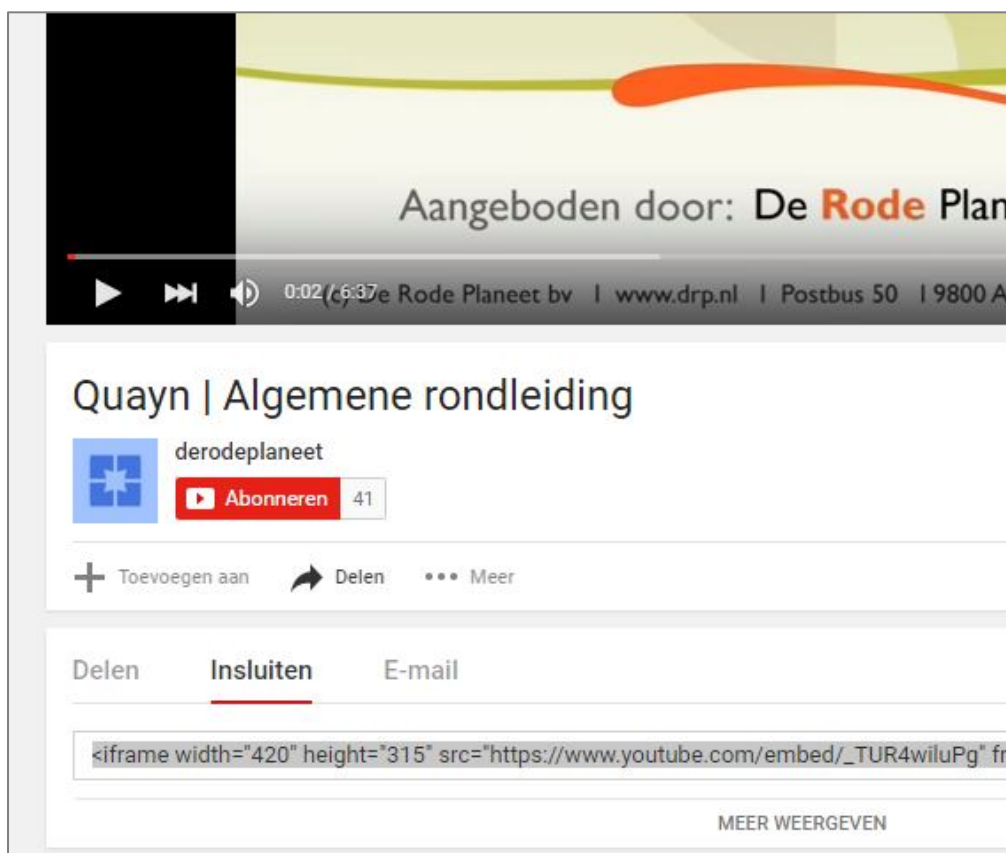 Aangeboden door: De Rode Plan
0:02 / 6:37
(c) De Rode Planeet bv | www.drp.nl | Postbus 50 | 9800 A
Quayn | Algemene rondleiding
derodeplaneet
Abonneren 41
Toevoegen aan Delen Meer
Delen Insluiten E-mail
<iframe width="420" height="315" src="https://www.youtube.com/embed/_TUR4wiluPg" fr
MEER WEERGEVEN